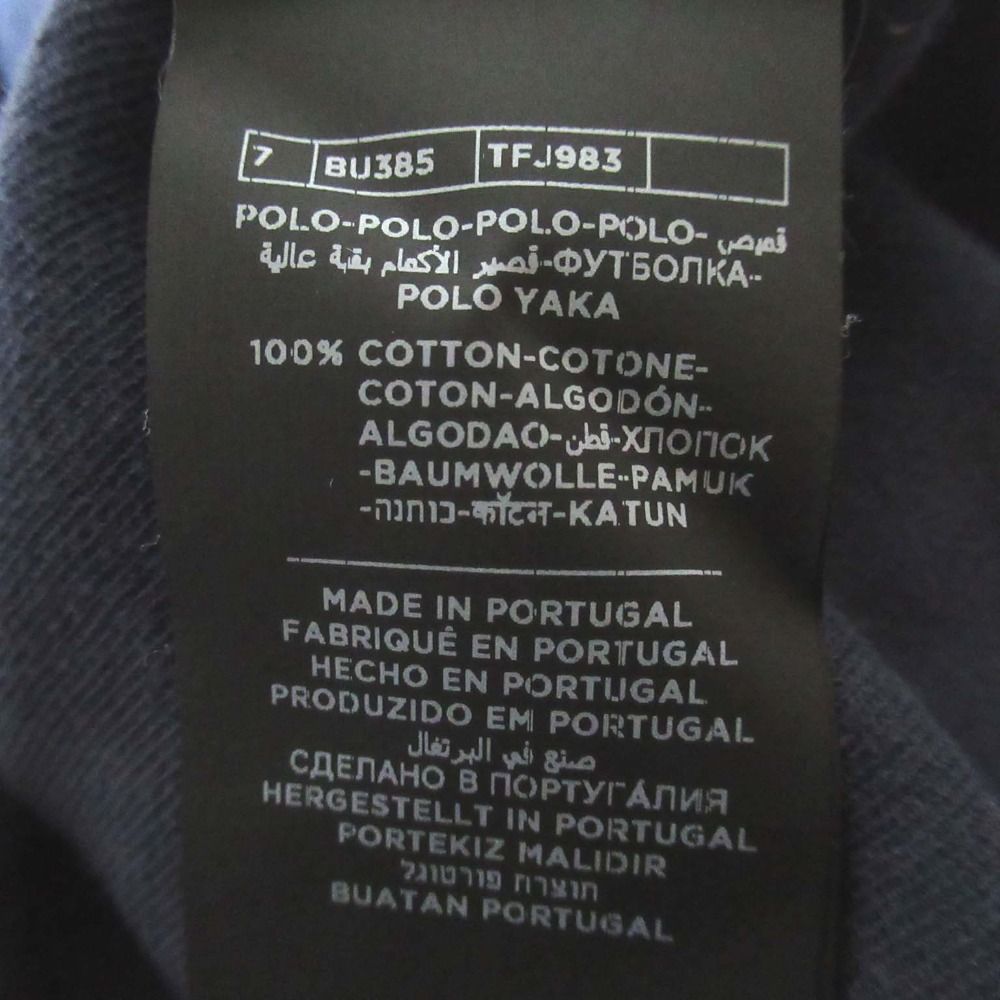 7 BU385 TFJ983
POLO-POLO-POLO-POLO- قميص
قصير الأكمام بقبة عالية-ФУТБОЛКА-
POLO YAKA
100% COTTON-COTONE-
COTON-ALGODÓN-
ALGODAO-قطن-ХЛОПОК
-BAUMWOLLE-PAMUK
-כותנה-कॉटन-KATUN
MADE IN PORTUGAL
FABRIQUÊ EN PORTUGAL
HECHO EN PORTUGAL
PRODUZIDO EM PORTUGAL
صنع في البرتغال
СДЕЛАНО В ПОРТУГАЛИЯ
HERGESTELLT IN PORTUGAL
PORTEKIZ MALIDIR
תוצרת פורטוגל
BUATAN PORTUGAL